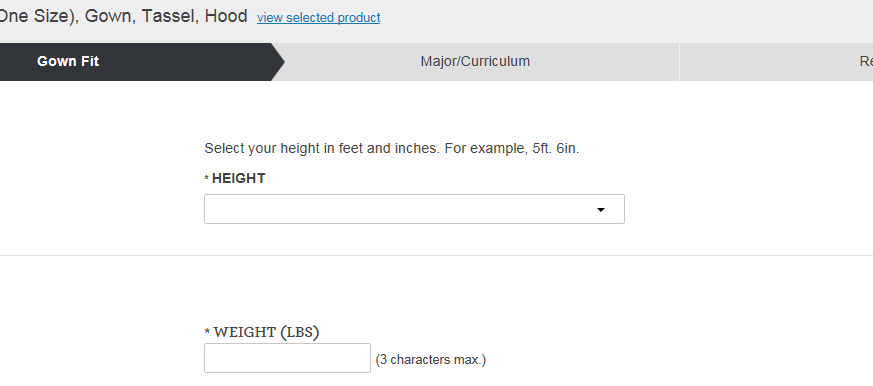 One Size), Gown, Tassel, Hood view selected product
Gown Fit Major/Curriculum
Select your height in feet and inches. For example, 5ft. 6in.
* HEIGHT
* WEIGHT (LBS)
(3 characters max.)